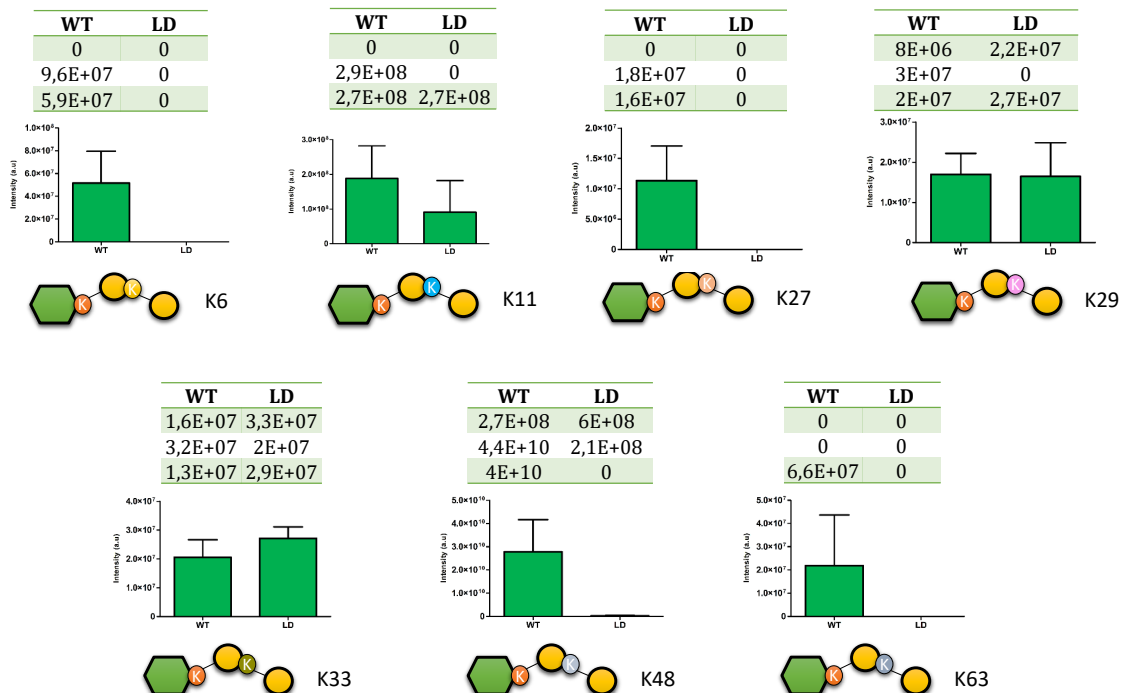 WT LD
0 0
9,6E+07 0
5,9E+07 0
Intensity (a.u)
1.0×10⁸
8.0×10⁷
6.0×10⁷
4.0×10⁷
2.0×10⁷
0
WT LD
K K
K6
WT LD
0 0
2,9E+08 0
2,7E+08 2,7E+08
Intensity (a.u)
3.0×10⁸
2.0×10⁸
1.0×10⁸
0
WT LD
K K
K11
WT LD
0 0
1,8E+07 0
1,6E+07 0
Intensity (a.u)
1.5×10⁷
1.0×10⁷
5.0×10⁶
0
WT LD
K K
K27
WT LD
8E+06 2,2E+07
3E+07 0
2E+07 2,7E+07
Intensity (a.u)
3.0×10⁷
2.0×10⁷
1.0×10⁷
0
WT LD
K K
K29
WT LD
1,6E+07 3,3E+07
3,2E+07 2E+07
1,3E+07 2,9E+07
Intensity (a.u)
4.0×10⁷
3.0×10⁷
2.0×10⁷
1.0×10⁷
0
WT LD
K K
K33
WT LD
2,7E+08 6E+08
4,4E+10 2,1E+08
4E+10 0
Intensity (a.u)
5.0×10¹⁰
4.0×10¹⁰
3.0×10¹⁰
2.0×10¹⁰
1.0×10¹⁰
0
WT LD
K K
K48
WT LD
0 0
0 0
6,6E+07 0
Intensity (a.u)
5.0×10⁷
4.0×10⁷
3.0×10⁷
2.0×10⁷
1.0×10⁷
0
WT LD
K K
K63